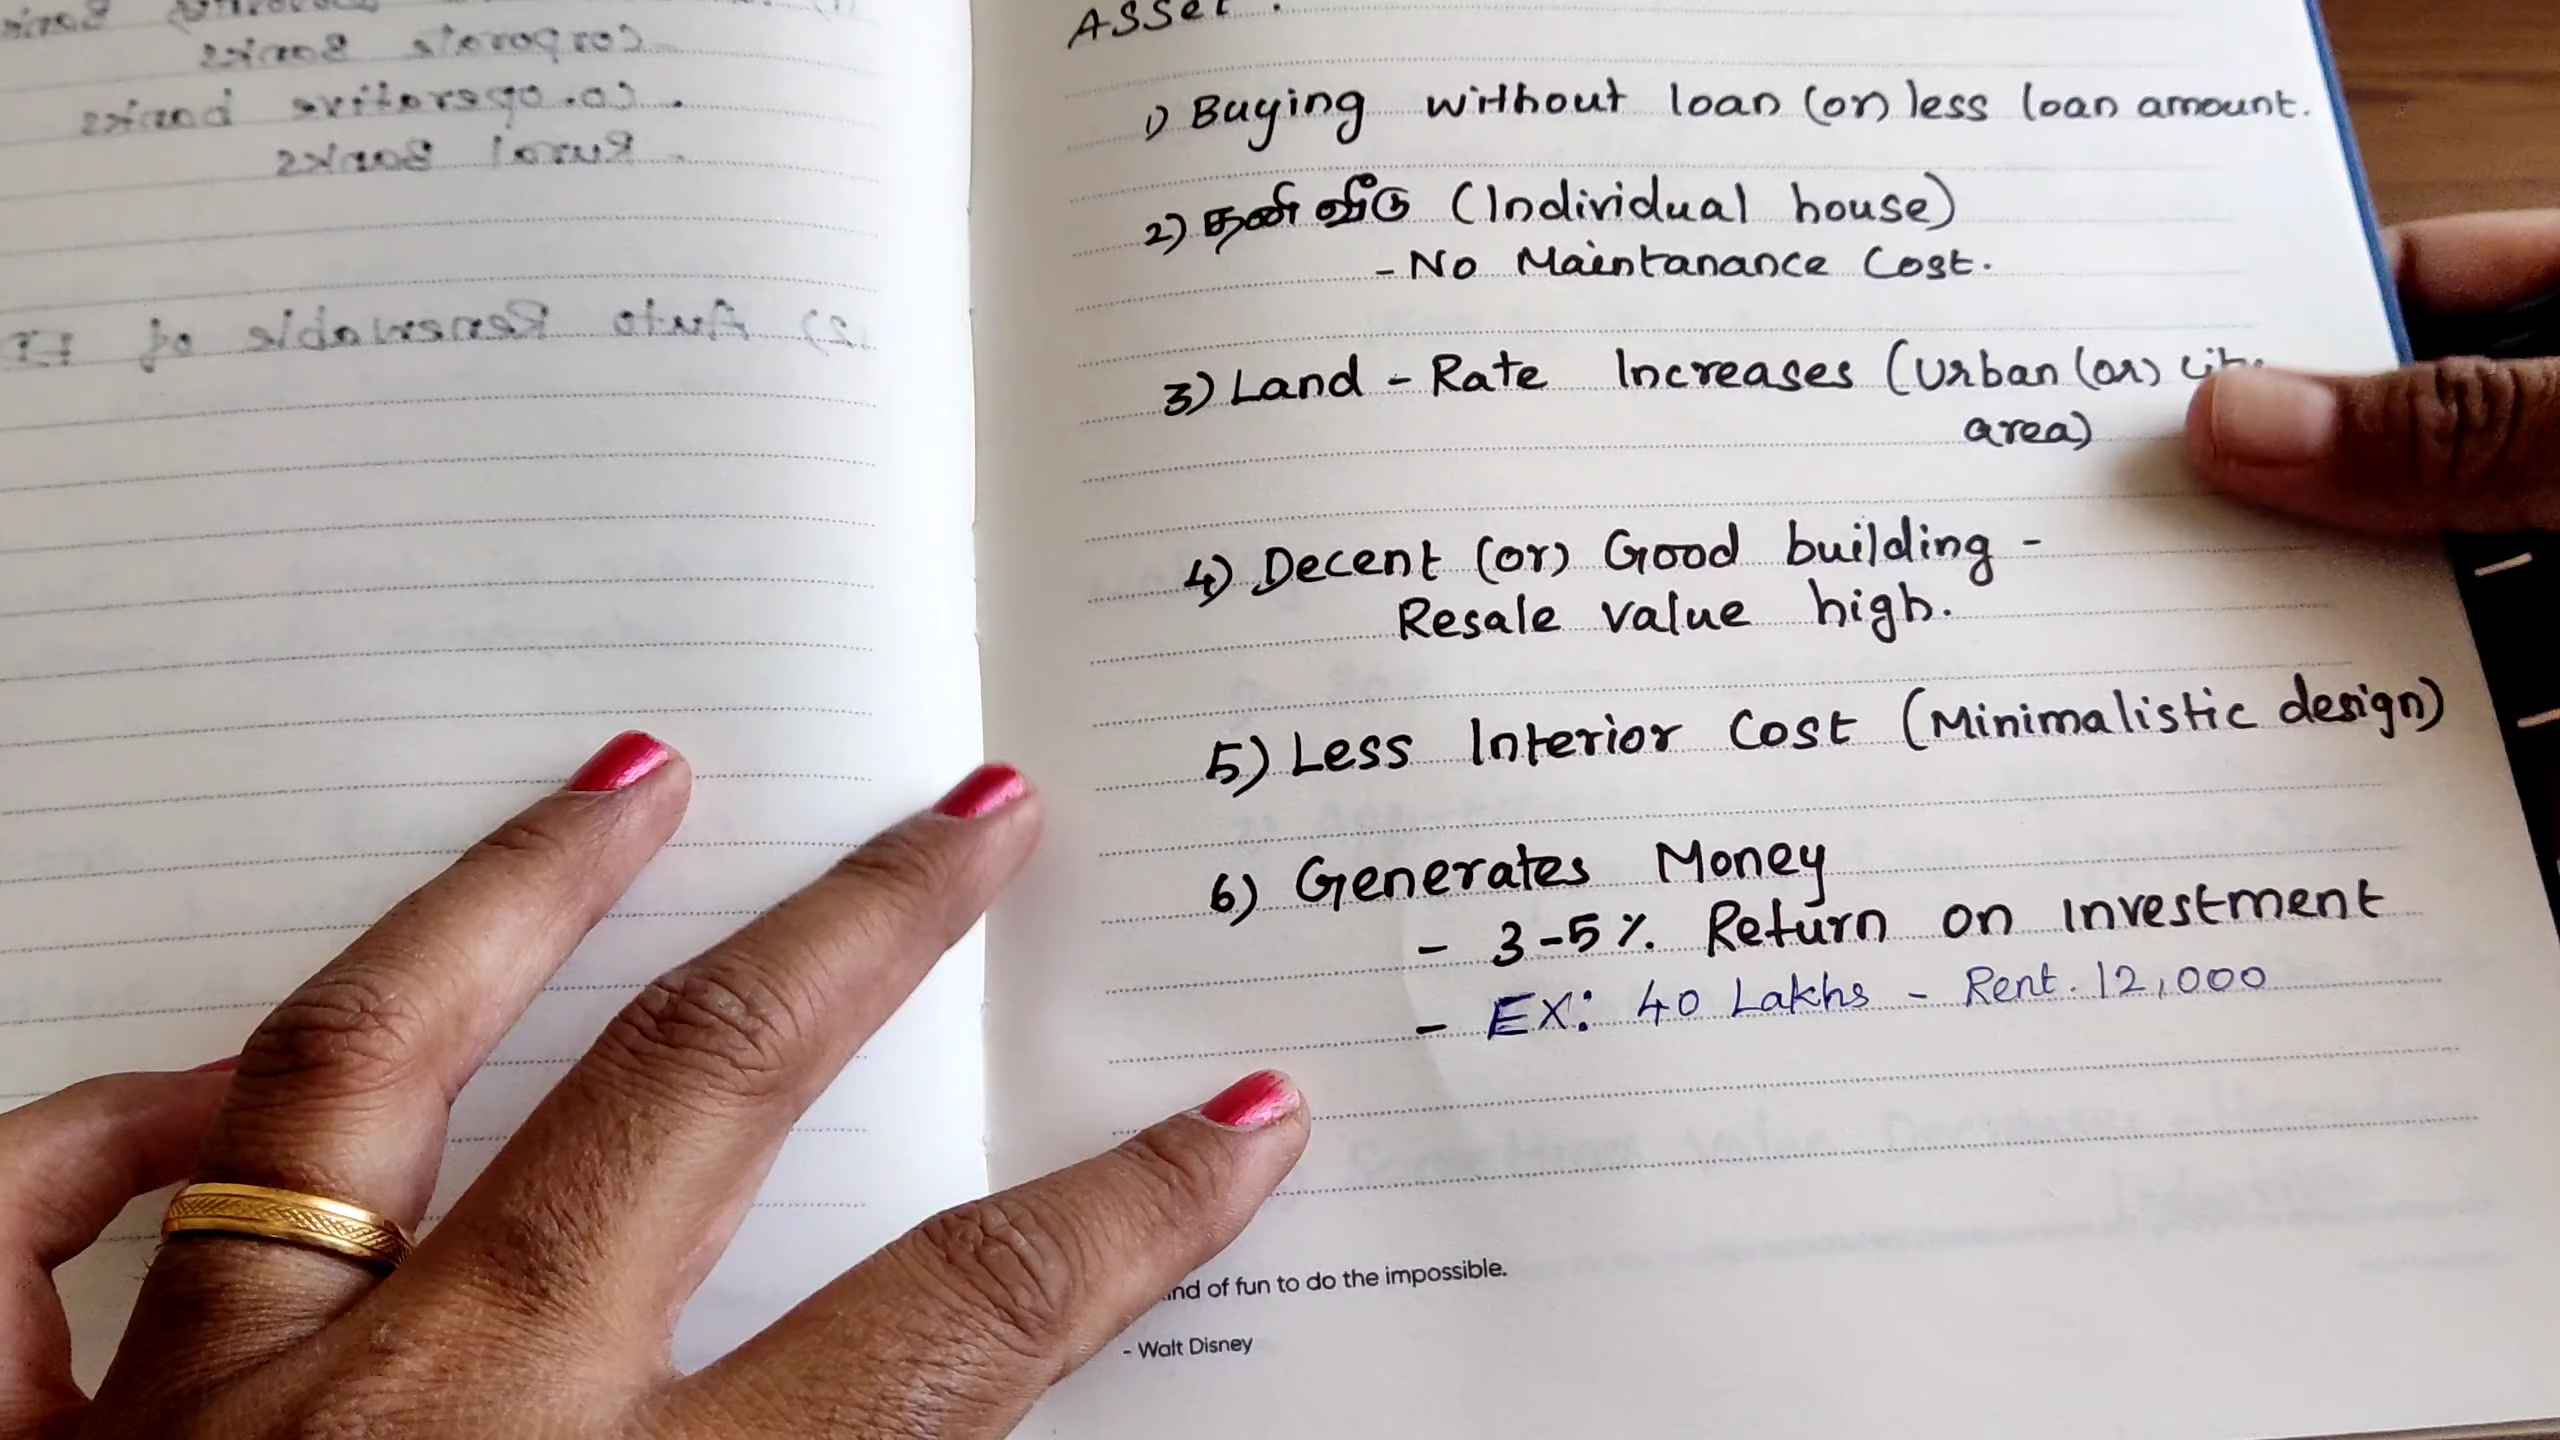 Asset :
1) Buying without loan (or) less loan amount.
2) தனி வீடு (Individual house)
- No Maintanance Cost.
3) Land - Rate Increases (Urban (or) city
area)
4) Decent (or) Good building -
Resale value high.
5) Less Interior Cost (Minimalistic design)
6) Generates Money
- 3-5% Return on investment
- EX: 40 Lakhs - Rent. 12,000
of fun to do the impossible.
- Walt Disney